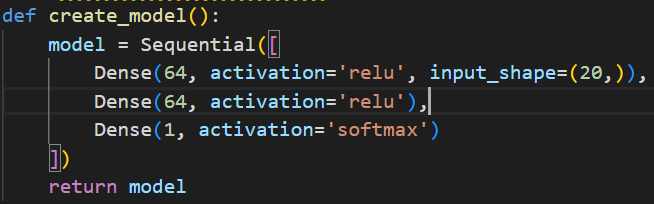 def create_model():
    model = Sequential([
        Dense(64, activation='relu', input_shape=(20,)),
        Dense(64, activation='relu'),
        Dense(1, activation='softmax')
    ])
    return model